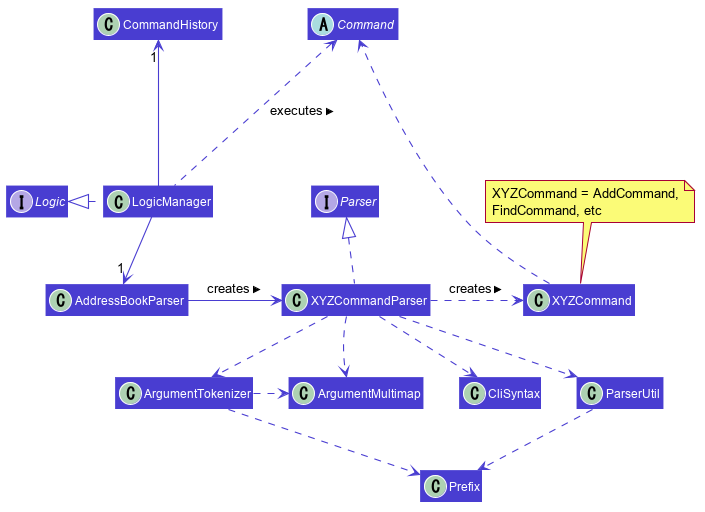 C CommandHistory
A Command
1
executes ▶
I Logic
C LogicManager
I Parser
XYZCommand = AddCommand,
FindCommand, etc
1
C AddressBookParser
creates ▶
C XYZCommandParser
creates ▶
C XYZCommand
C ArgumentTokenizer
C ArgumentMultimap
C CliSyntax
C ParserUtil
C Prefix